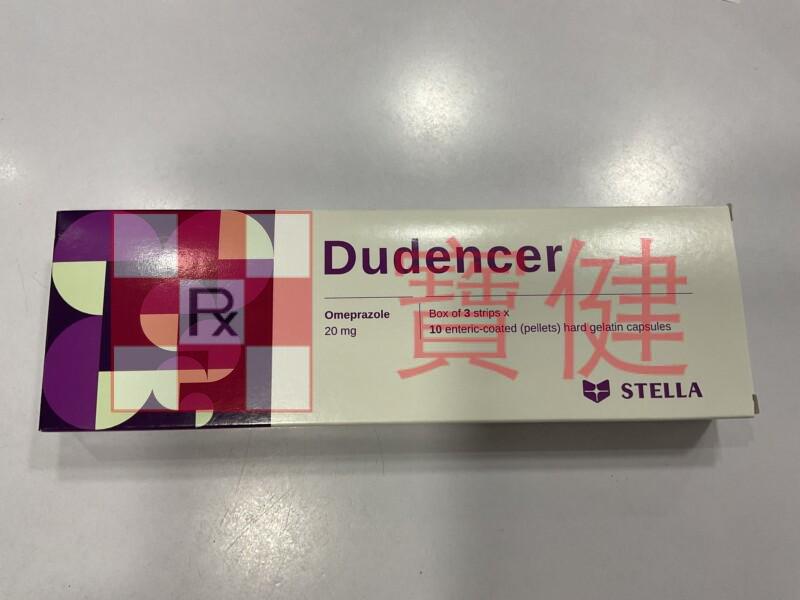 Rx
Dudencer
寶健
Omeprazole
20 mg
Box of 3 strips x
10 enteric-coated (pellets) hard gelatin capsules
STELLA